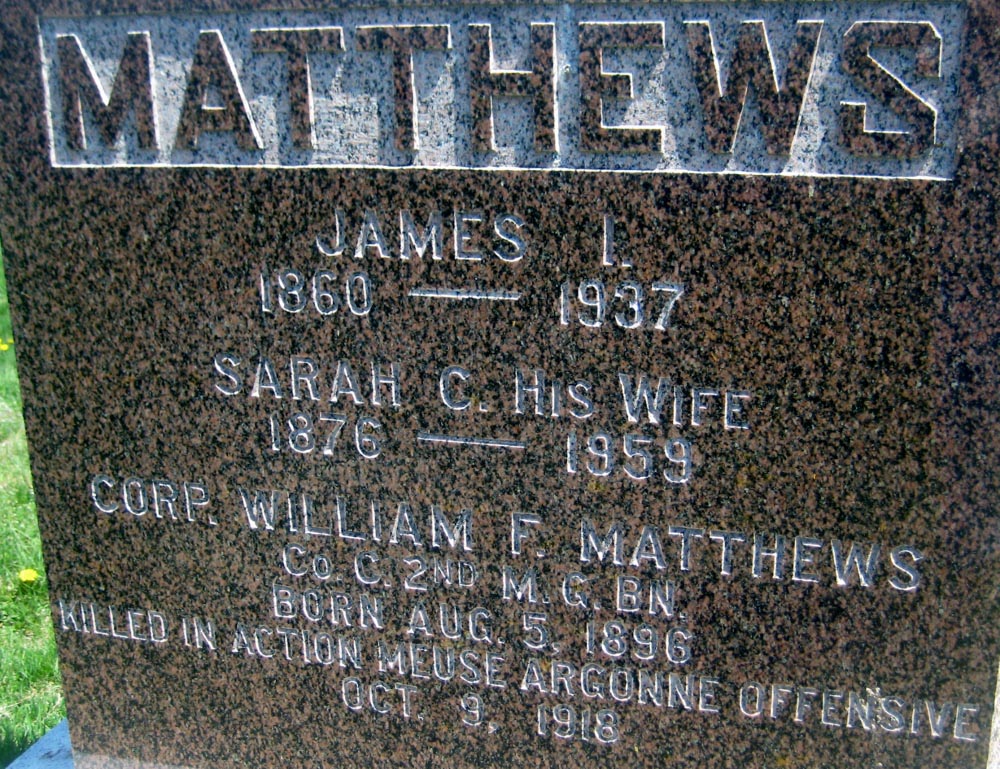 MATTHEWS
JAMES I.
1860 — 1937
SARAH C. HIS WIFE
1876 — 1959
CORP. WILLIAM F. MATTHEWS
CO. C. 2ND M. G. BN.
BORN AUG. 5, 1896
KILLED IN ACTION MEUSE ARGONNE OFFENSIVE
OCT. 9, 1918